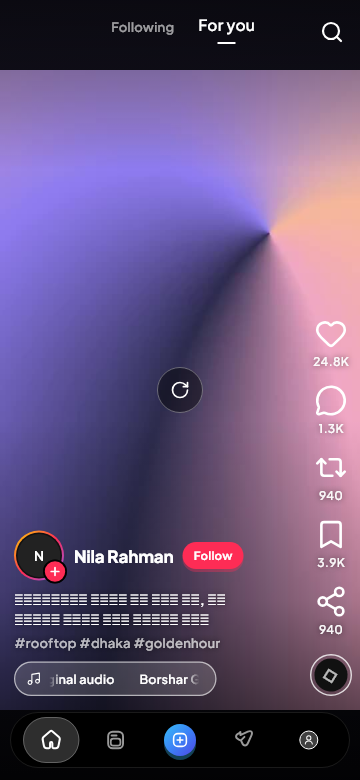 Following For you
24.8K
1.3K
940
3.9K
940
N Nila Rahman Follow
#rooftop #dhaka #goldenhour
ginal audio Borshar G